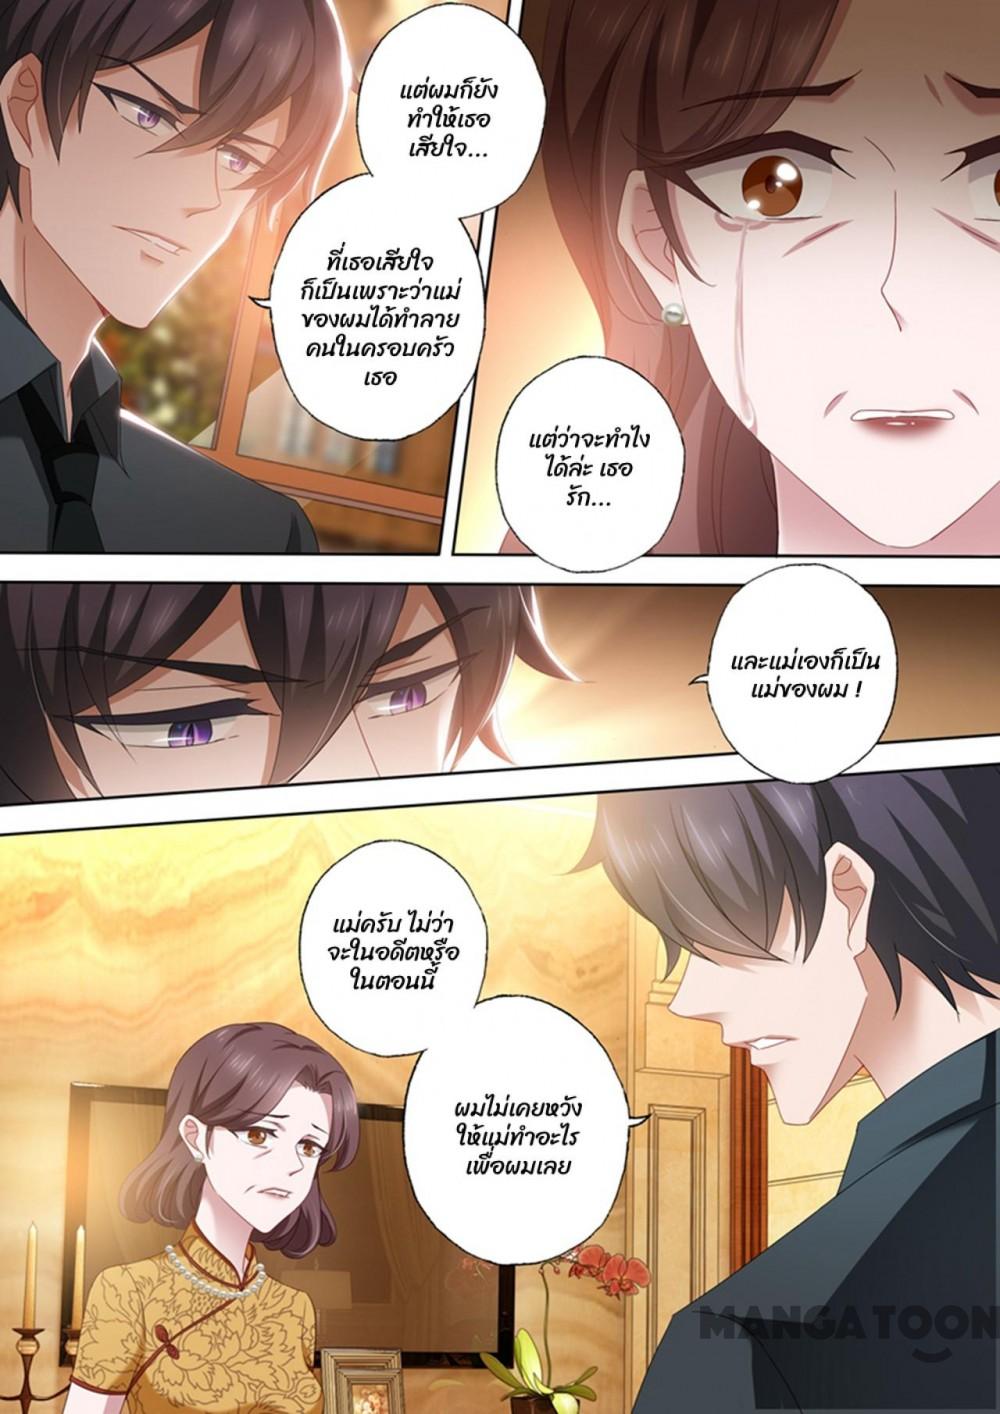 แต่ผมก็ยัง
ทำให้เธอ
เสียใจ...
ที่เธอเสียใจ
ก็เป็นเพราะว่าแม่
ของผมได้ทำลาย
คนในครอบครัว
เธอ
แต่ว่าจะทำไง
ได้ล่ะ เธอ
รัก...
และแม่เองก็เป็น
แม่ของผม !
แม่ครับ ไม่ว่า
จะในอดีตหรือ
ในตอนนี้
ผมไม่เคยหวัง
ให้แม่ทำอะไร
เพื่อผมเลย
MANGATOON